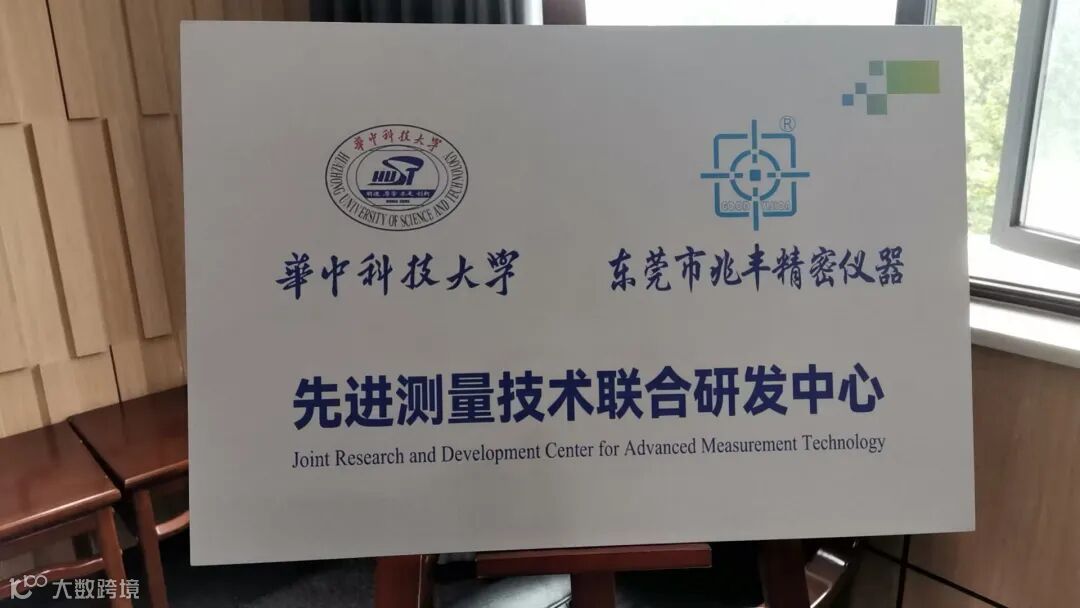 華中科技大学
HUAZHONG UNIVERSITY OF SCIENCE AND TECHNOLOGY
HUST
®
華中科技大学
东莞市兆丰精密仪器
先进测量技术联合研发中心
Joint Research and Development Center for Advanced Measurement Technology
大数跨境